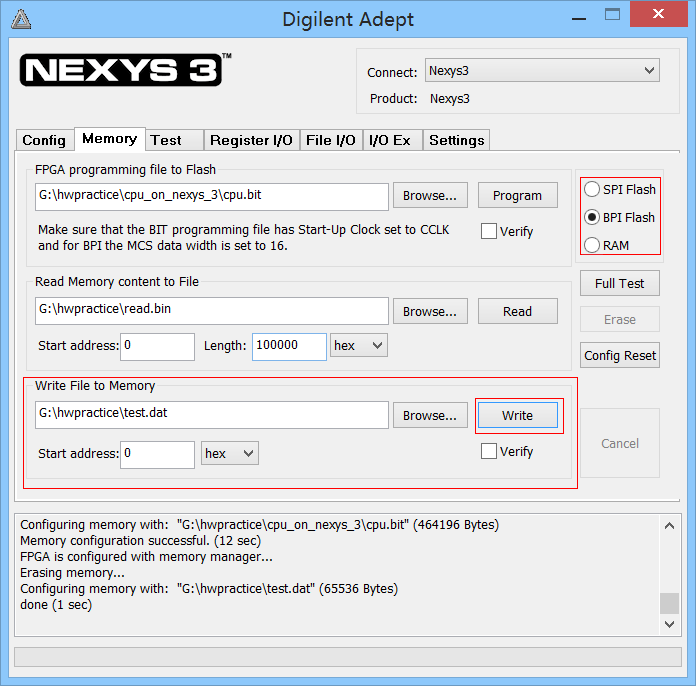 Digilent Adept
NEXYS 3™
Connect: Nexys3
Product: Nexys3
Config Memory Test Register I/O File I/O I/O Ex Settings
FPGA programming file to Flash
G:\hwpractice\cpu_on_nexys_3\cpu.bit Browse... Program
Make sure that the BIT programming file has Start-Up Clock set to CCLK
and for BPI the MCS data width is set to 16.
Verify
SPI Flash
BPI Flash
RAM
Read Memory content to File
G:\hwpractice\read.bin Browse... Read
Start address: 0 Length: 100000 hex
Full Test
Erase
Config Reset
Write File to Memory
G:\hwpractice\test.dat Browse... Write
Start address: 0 hex Verify
Cancel
Configuring memory with: "G:\hwpractice\cpu_on_nexys_3\cpu.bit" (464196 Bytes)
Memory configuration successful. (12 sec)
FPGA is configured with memory manager...
Erasing memory...
Configuring memory with: "G:\hwpractice\test.dat" (65536 Bytes)
done (1 sec)